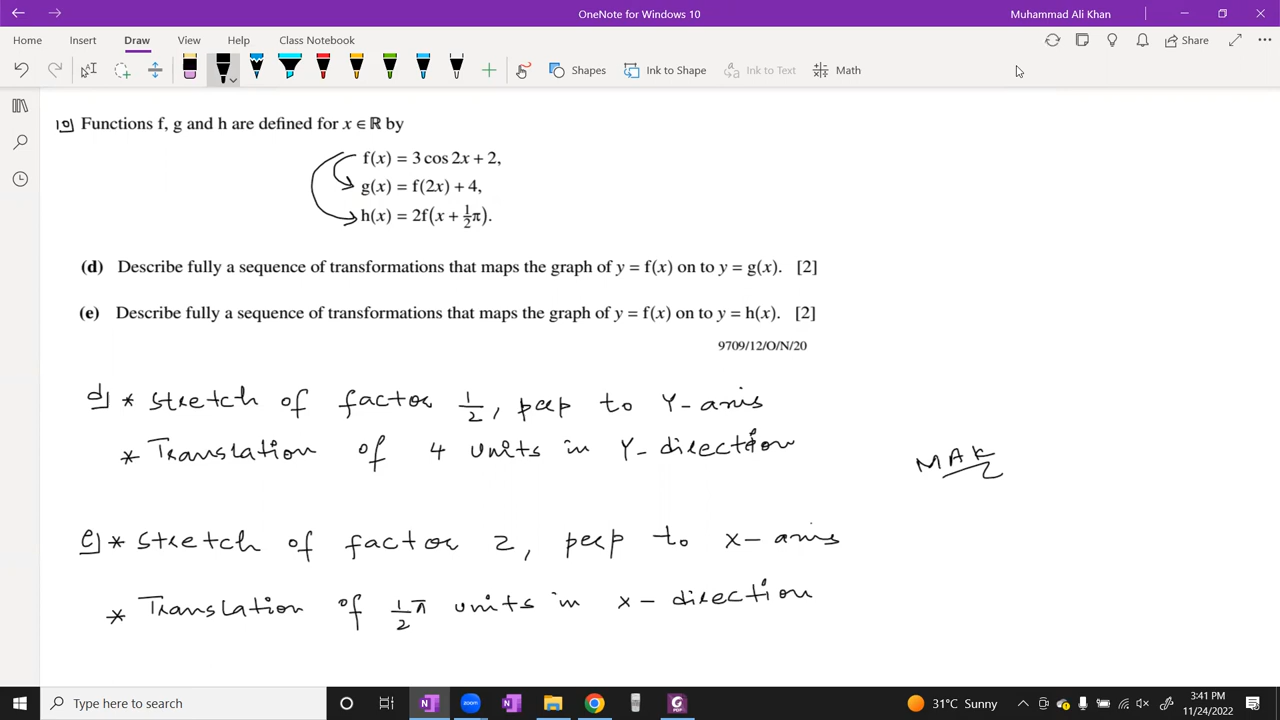 OneNote for Windows 10
Muhammad Ali Khan
Home Insert Draw View Help Class Notebook
Share
Shapes Ink to Shape Ink to Text Math
10) Functions f, g and h are defined for x ∈ ℝ by
f(x) = 3 cos 2x + 2,
g(x) = f(2x) + 4,
h(x) = 2f(x + ½π).
(d) Describe fully a sequence of transformations that maps the graph of y = f(x) on to y = g(x). [2]
(e) Describe fully a sequence of transformations that maps the graph of y = f(x) on to y = h(x). [2]
9709/12/O/N/20
d) * Stretch of factor ½, perp to Y-axis
* Translation of 4 units in Y-direction
MAK
e) * Stretch of factor 2, perp to x-axis
* Translation of ½π units in x-direction
Type here to search
31°C Sunny
3:41 PM
11/24/2022